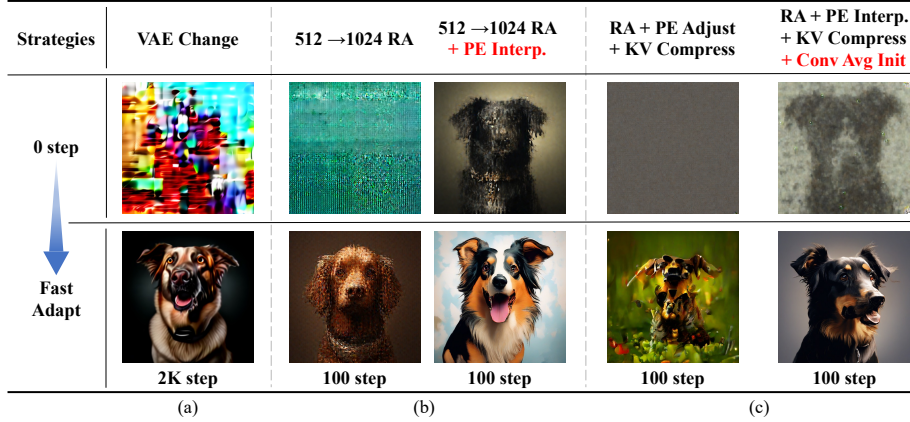 Strategies
VAE Change
512 →1024 RA
512 →1024 RA
+ PE Interp.
RA + PE Adjust
+ KV Compress
RA + PE Interp.
+ KV Compress
+ Conv Avg Init
0 step
Fast
Adapt
2K step
100 step
100 step
100 step
100 step
(a)
(b)
(c)